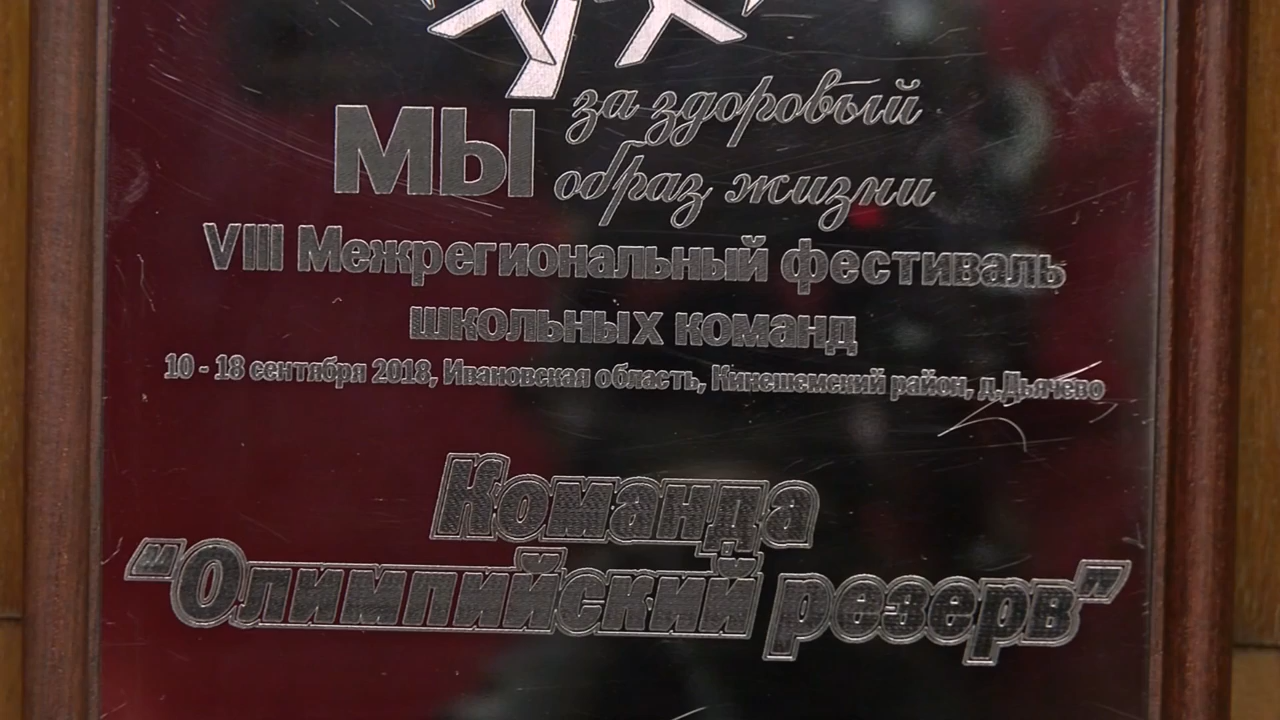 МЫ за здоровый
образ жизни
VIII Межрегиональный фестиваль
школьных команд
10 - 18 сентября 2018, Ивановская область, Кинешемский район, д.Дьячево
Команда
"Олимпийский резерв"